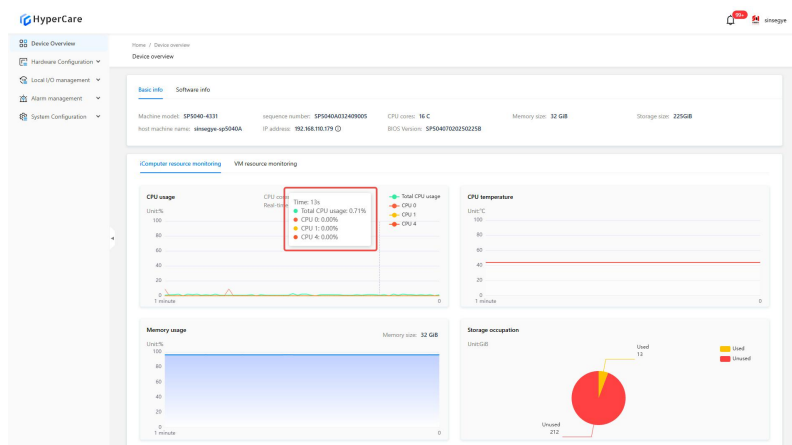 HyperCare
99+
sinsegye
Device Overview
Hardware Configuration
Local I/O management
Alarm management
System Configuration
Home / Device overview
Device overview
Basic info Software info
Machine model: SP5040-4331 sequence number: SP5040A032409005 CPU cores: 16 C Memory size: 32 GiB Storage size: 225GiB
host machine name: sinsegye-sp5040A IP address: 192.168.110.179 BIOS Version: SP504070202502258
iComputer resource monitoring VM resource monitoring
CPU usage
Unit:%
CPU
Real-time
Time: 13s
Total CPU usage: 0.71%
CPU 0: 0.00%
CPU 1: 0.00%
CPU 4: 0.00%
Total CPU usage
CPU 0
CPU 1
CPU 4
100
80
60
40
20
0
1 minute 0
CPU temperature
Unit:°C
100
80
60
40
20
0
1 minute 0
Memory usage
Memory size: 32 GiB
Unit:%
100
80
60
40
20
0
1 minute 0
Storage occupation
Unit:GiB
Used
13
Unused
212
Used
Unused